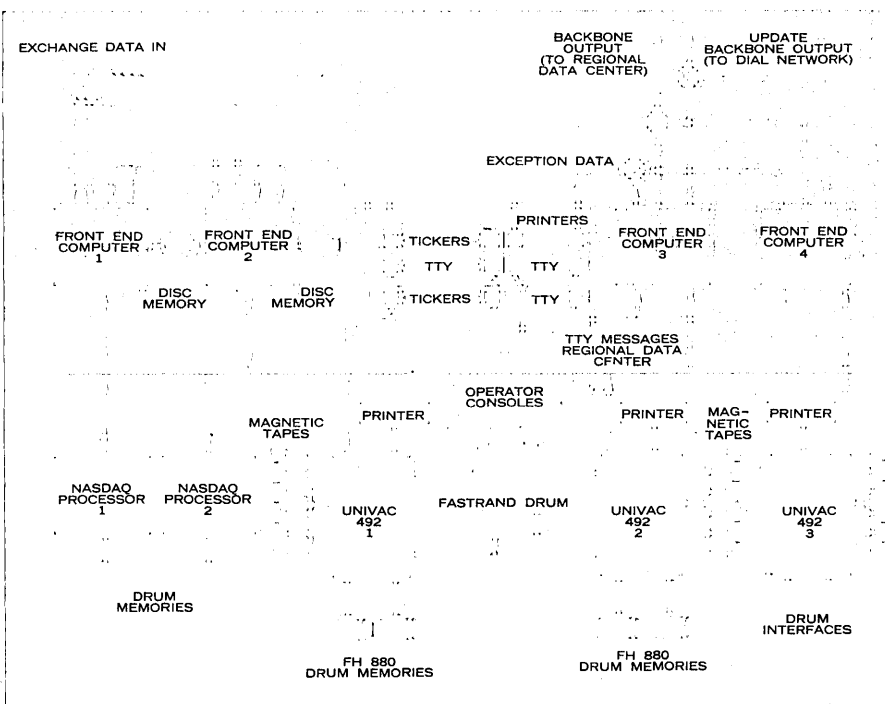 EXCHANGE DATA IN
BACKBONE
OUTPUT
(TO REGIONAL
DATA CENTER)
UPDATE
BACKBONE OUTPUT
(TO DIAL NETWORK)
EXCEPTION DATA
PRINTERS
FRONT END
COMPUTER
1
FRONT END
COMPUTER
2
TICKERS
TTY
TTY
TICKERS
TTY
FRONT END
COMPUTER
3
FRONT END
COMPUTER
4
DISC
MEMORY
DISC
MEMORY
TTY MESSAGES
REGIONAL DATA
CENTER
OPERATOR
CONSOLES
MAGNETIC
TAPES
PRINTER
PRINTER
MAG-
NETIC
TAPES
PRINTER
NASDAQ
PROCESSOR
1
NASDAQ
PROCESSOR
2
UNIVAC
492
1
FASTRAND DRUM
UNIVAC
492
2
UNIVAC
492
3
DRUM
MEMORIES
DRUM
INTERFACES
FH 880
DRUM MEMORIES
FH 880
DRUM MEMORIES